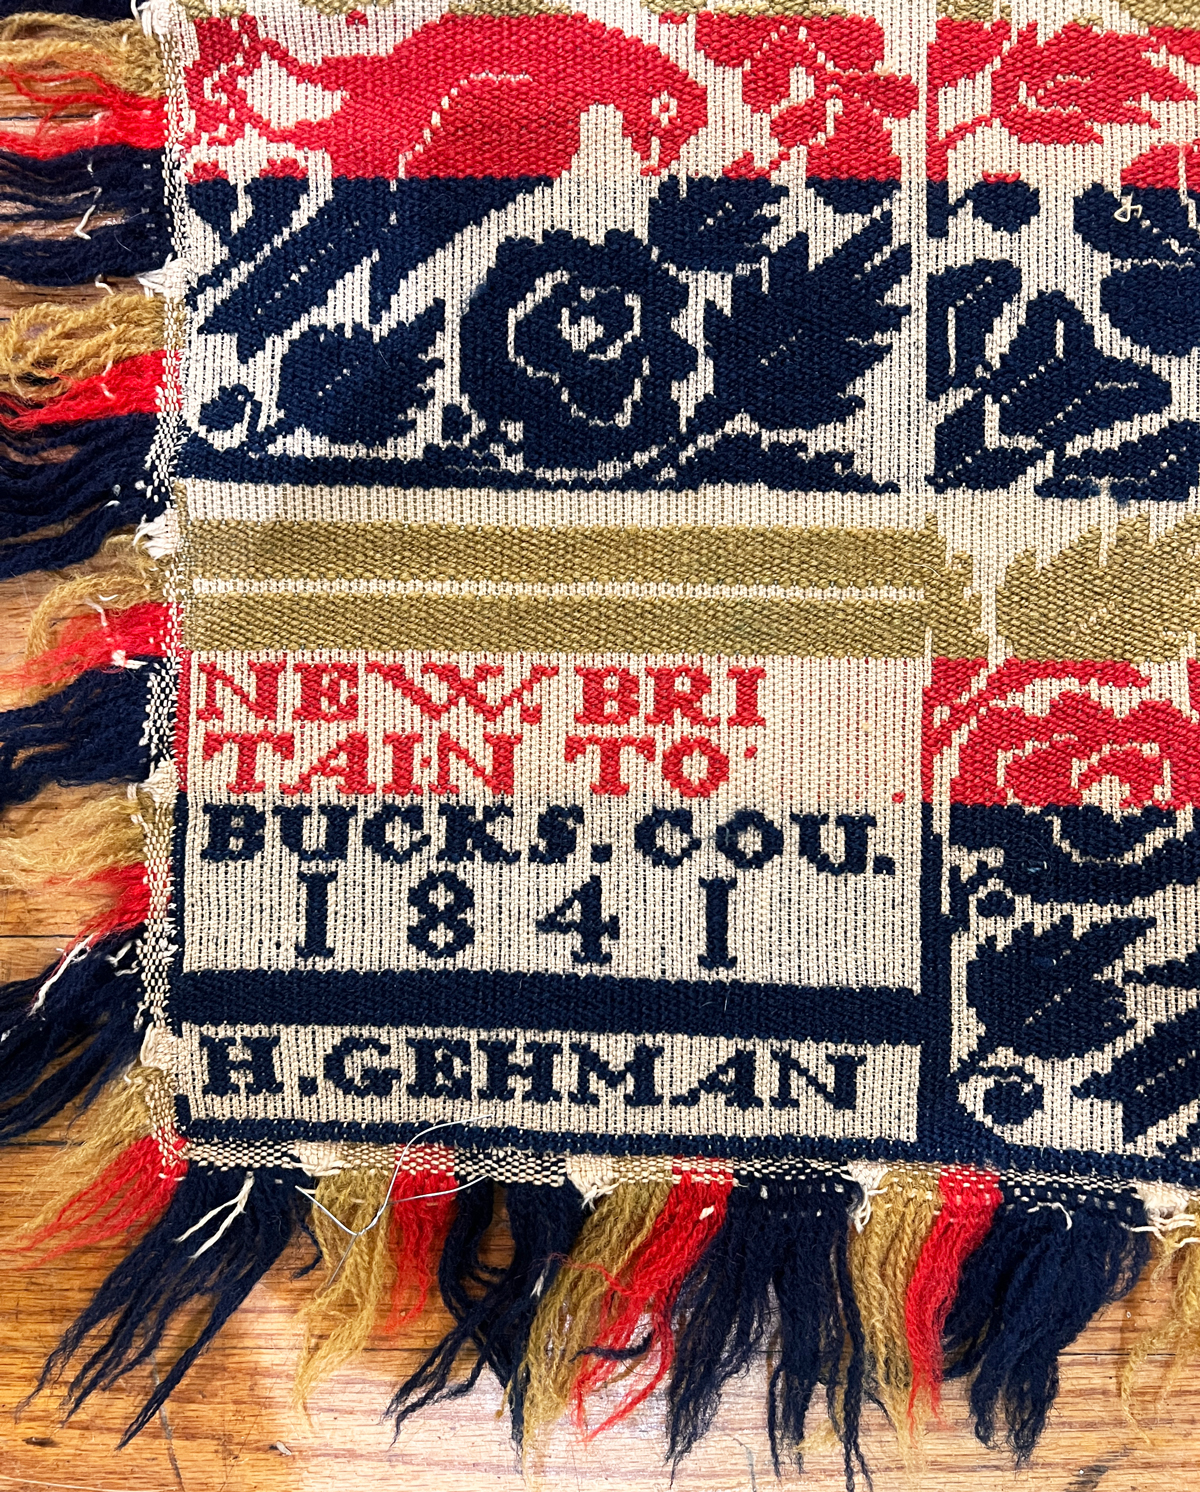 NEW. BRI
TAIN TO.
BUCKS. COU.
1841
H. GEHMAN